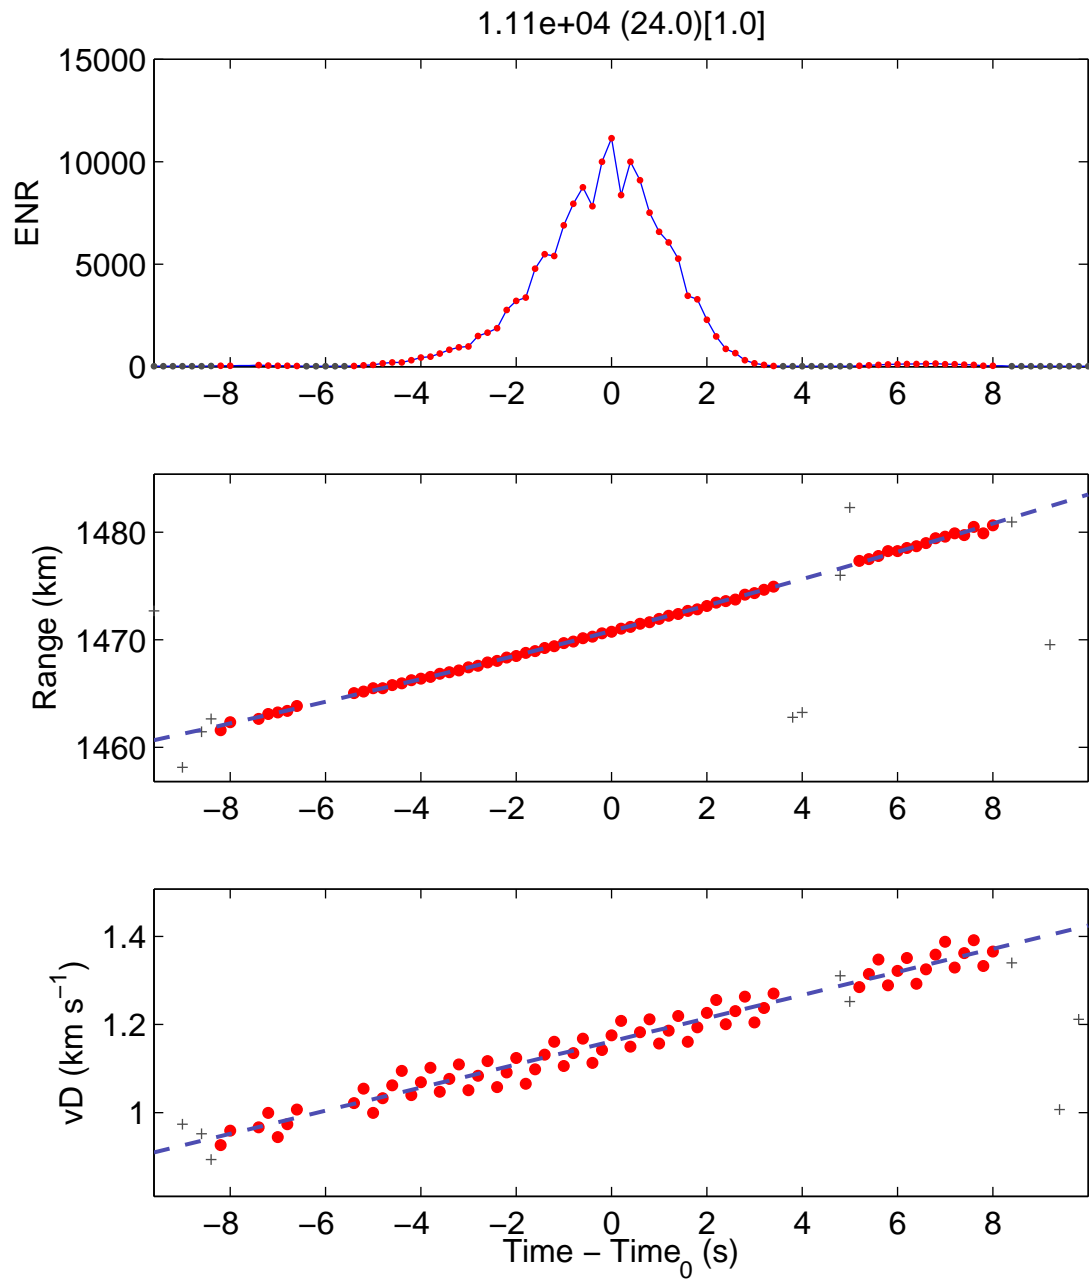 1.11e+04 (24.0)[1.0]
15000
10000
5000
0
ENR
−8 −6 −4 −2 0 2 4 6 8
1480
1470
1460
Range (km)
−8 −6 −4 −2 0 2 4 6 8
1.4
1.2
1
vD (km s⁻¹)
−8 −6 −4 −2 0 2 4 6 8
Time − Time₀ (s)